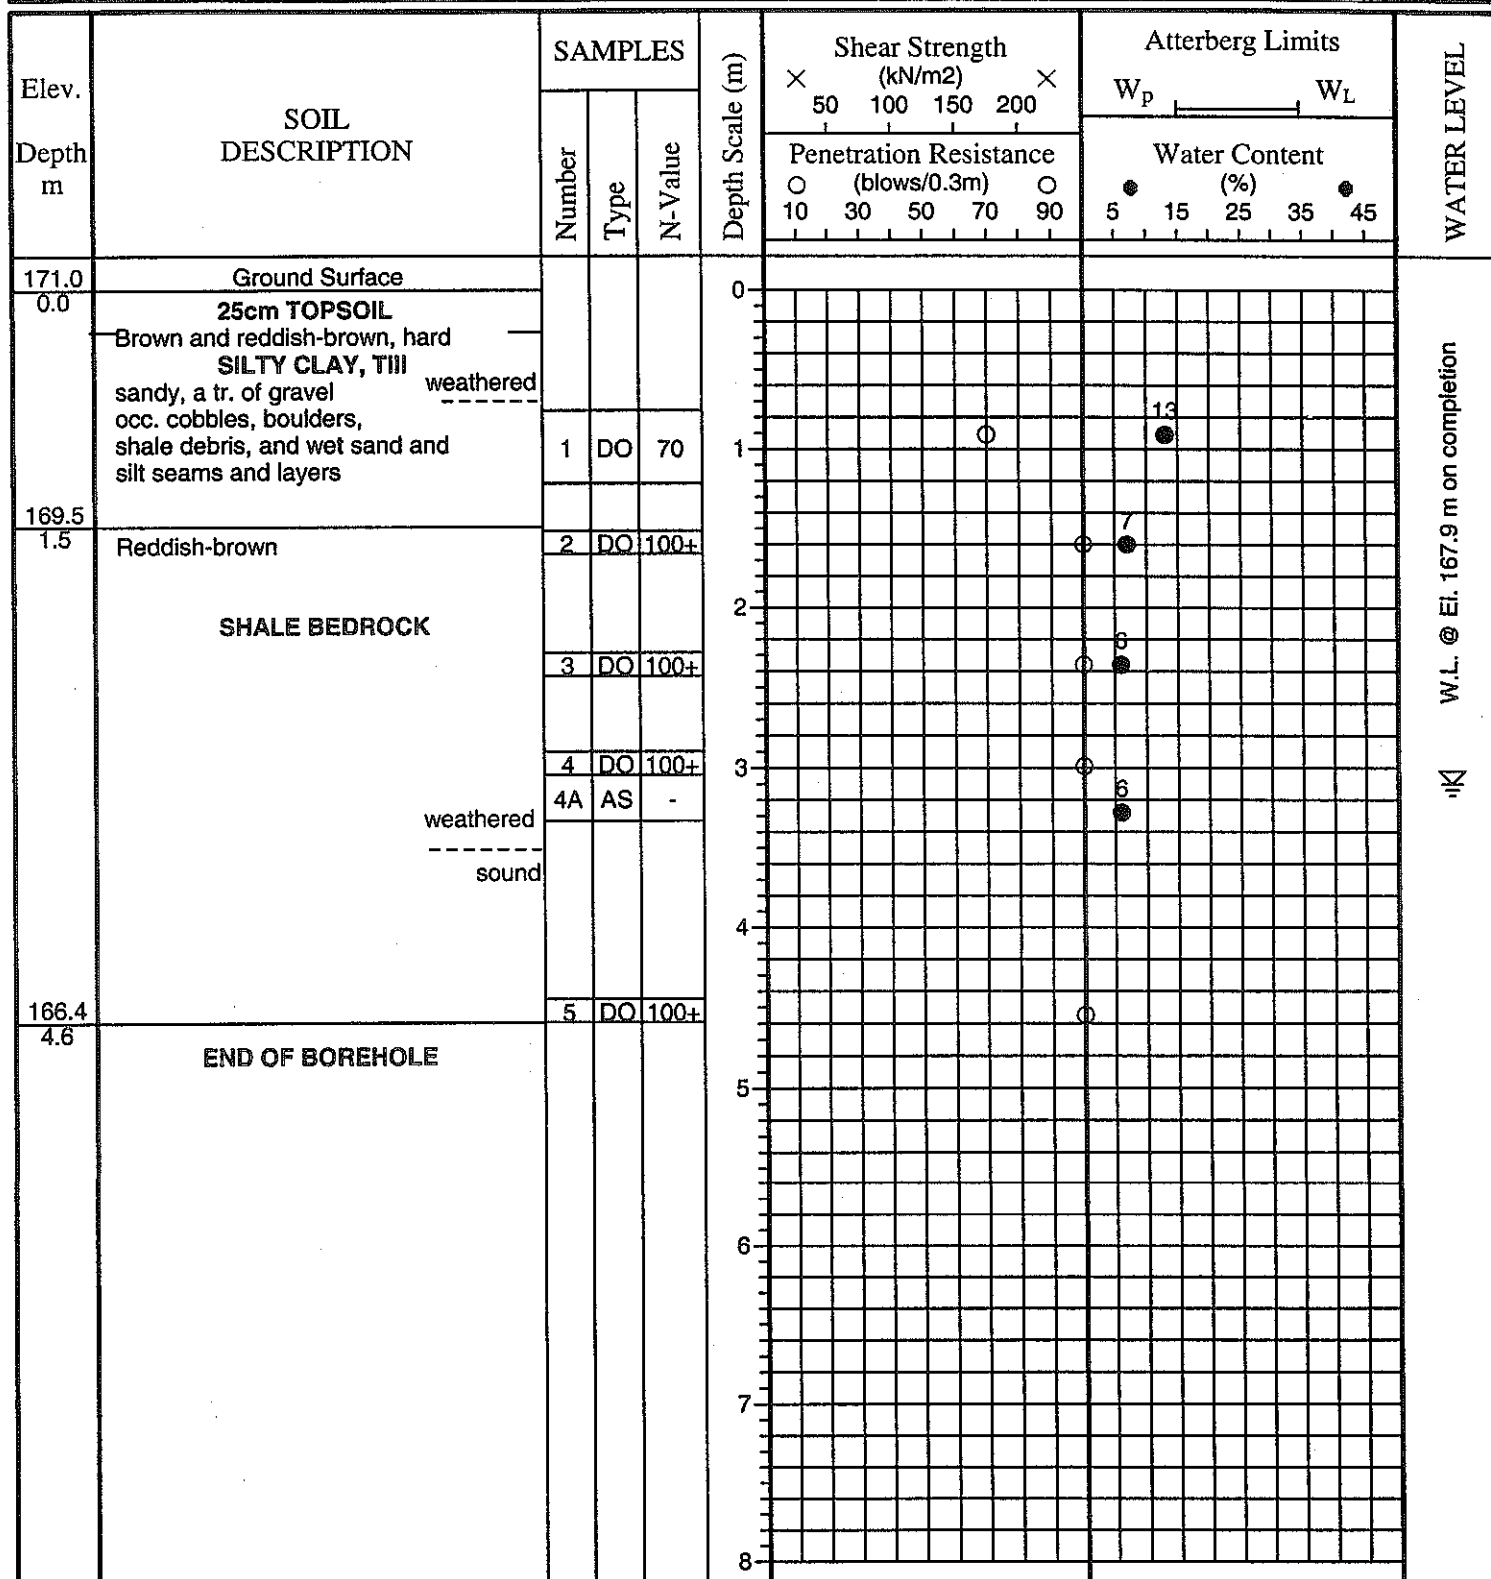 Elev.
Depth
m
SOIL
DESCRIPTION
SAMPLES
Number
Type
N-Value
Depth Scale (m)
Shear Strength
× (kN/m2) ×
50 100 150 200
Penetration Resistance
(blows/0.3m)
10 30 50 70 90
Atterberg Limits
Wp WL
Water Content
(%)
5 15 25 35 45
WATER LEVEL
171.0 Ground Surface
0.0
25cm TOPSOIL
Brown and reddish-brown, hard
SILTY CLAY, Till
weathered
sandy, a tr. of gravel
occ. cobbles, boulders,
shale debris, and wet sand and
silt seams and layers
1 DO 70
169.5
1.5
Reddish-brown
2 DO 100+
SHALE BEDROCK
3 DO 100+
4 DO 100+
4A AS -
weathered
sound
5 DO 100+
166.4
4.6
END OF BOREHOLE
0
1
2
3
4
5
6
7
8
13
7
6
6
W.L. @ El. 167.9 m on completion